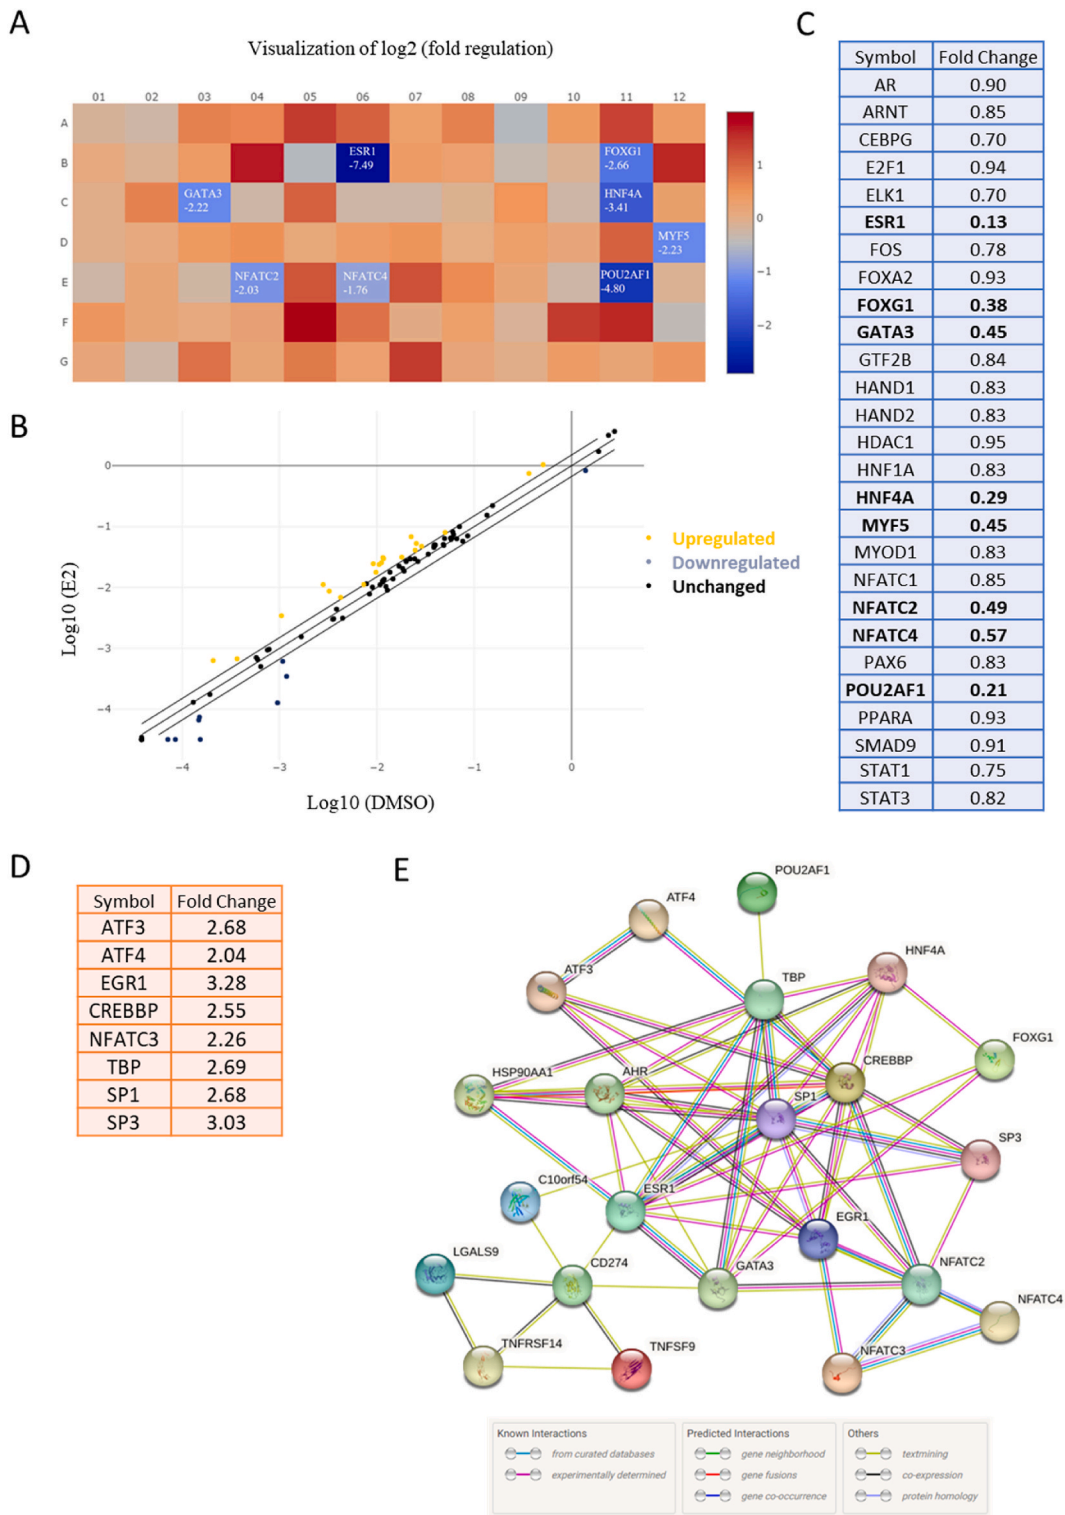 A
Visualization of log2 (fold regulation)
01 02 03 04 05 06 07 08 09 10 11 12
A
B
C
D
E
F
G
ESR1
-7.49
FOXG1
-2.66
GATA3
-2.22
HNF4A
-3.41
MYF5
-2.23
NFATC2
-2.03
NFATC4
-1.76
POU2AF1
-4.80
1
0
−1
−2
B
0
−1
−2
−3
−4
Log10 (E2)
−4 −3 −2 −1 0
Log10 (DMSO)
Upregulated
Downregulated
Unchanged
C
Symbol Fold Change
AR 0.90
ARNT 0.85
CEBPG 0.70
E2F1 0.94
ELK1 0.70
ESR1 0.13
FOS 0.78
FOXA2 0.93
FOXG1 0.38
GATA3 0.45
GTF2B 0.84
HAND1 0.83
HAND2 0.83
HDAC1 0.95
HNF1A 0.83
HNF4A 0.29
MYF5 0.45
MYOD1 0.83
NFATC1 0.85
NFATC2 0.49
NFATC4 0.57
PAX6 0.83
POU2AF1 0.21
PPARA 0.93
SMAD9 0.91
STAT1 0.75
STAT3 0.82
D
Symbol Fold Change
ATF3 2.68
ATF4 2.04
EGR1 3.28
CREBBP 2.55
NFATC3 2.26
TBP 2.69
SP1 2.68
SP3 3.03
E
POU2AF1
ATF4
HNF4A
ATF3
TBP
FOXG1
CREBBP
HSP90AA1
AHR
SP1
SP3
C10orf54
ESR1
EGR1
LGALS9
CD274
GATA3
NFATC2
NFATC4
TNFRSF14
TNFSF9
NFATC3
Known Interactions
from curated databases
experimentally determined
Predicted Interactions
gene neighborhood
gene fusions
gene co-occurrence
Others
textmining
co-expression
protein homology